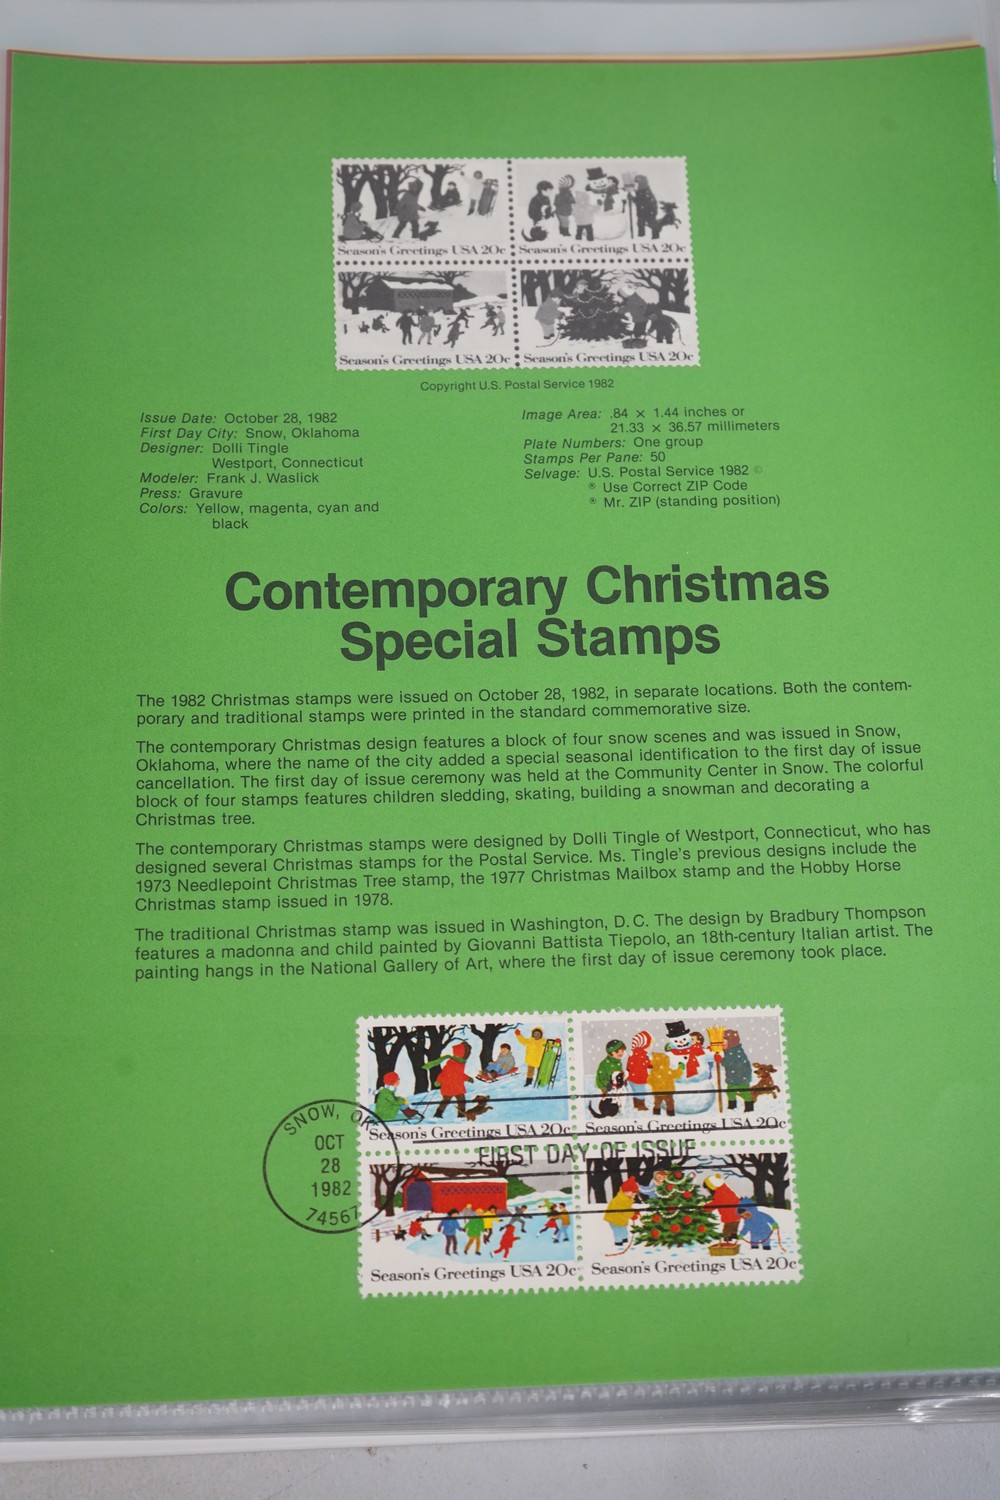 Season's Greetings USA 20c
Season's Greetings USA 20c
Season's Greetings USA 20c
Season's Greetings USA 20c
Copyright U.S. Postal Service 1982
Issue Date: October 28, 1982
First Day City: Snow, Oklahoma
Designer: Dolli Tingle
Westport, Connecticut
Modeler: Frank J. Waslick
Press: Gravure
Colors: Yellow, magenta, cyan and
black
Image Area: .84 × 1.44 inches or
21.33 × 36.57 millimeters
Plate Numbers: One group
Stamps Per Pane: 50
Selvage: U.S. Postal Service 1982 ©
® Use Correct ZIP Code
® Mr. ZIP (standing position)
Contemporary Christmas
Special Stamps
The 1982 Christmas stamps were issued on October 28, 1982, in separate locations. Both the contem-
porary and traditional stamps were printed in the standard commemorative size.
The contemporary Christmas design features a block of four snow scenes and was issued in Snow,
Oklahoma, where the name of the city added a special seasonal identification to the first day of issue
cancellation. The first day of issue ceremony was held at the Community Center in Snow. The colorful
block of four stamps features children sledding, skating, building a snowman and decorating a
Christmas tree.
The contemporary Christmas stamps were designed by Dolli Tingle of Westport, Connecticut, who has
designed several Christmas stamps for the Postal Service. Ms. Tingle's previous designs include the
1973 Needlepoint Christmas Tree stamp, the 1977 Christmas Mailbox stamp and the Hobby Horse
Christmas stamp issued in 1978.
The traditional Christmas stamp was issued in Washington, D.C. The design by Bradbury Thompson
features a madonna and child painted by Giovanni Battista Tiepolo, an 18th-century Italian artist. The
painting hangs in the National Gallery of Art, where the first day of issue ceremony took place.
Season's Greetings USA 20c
Season's Greetings USA 20c
SNOW, OK
OCT
28
1982
74567
FIRST DAY OF ISSUE
Season's Greetings USA 20c
Season's Greetings USA 20c